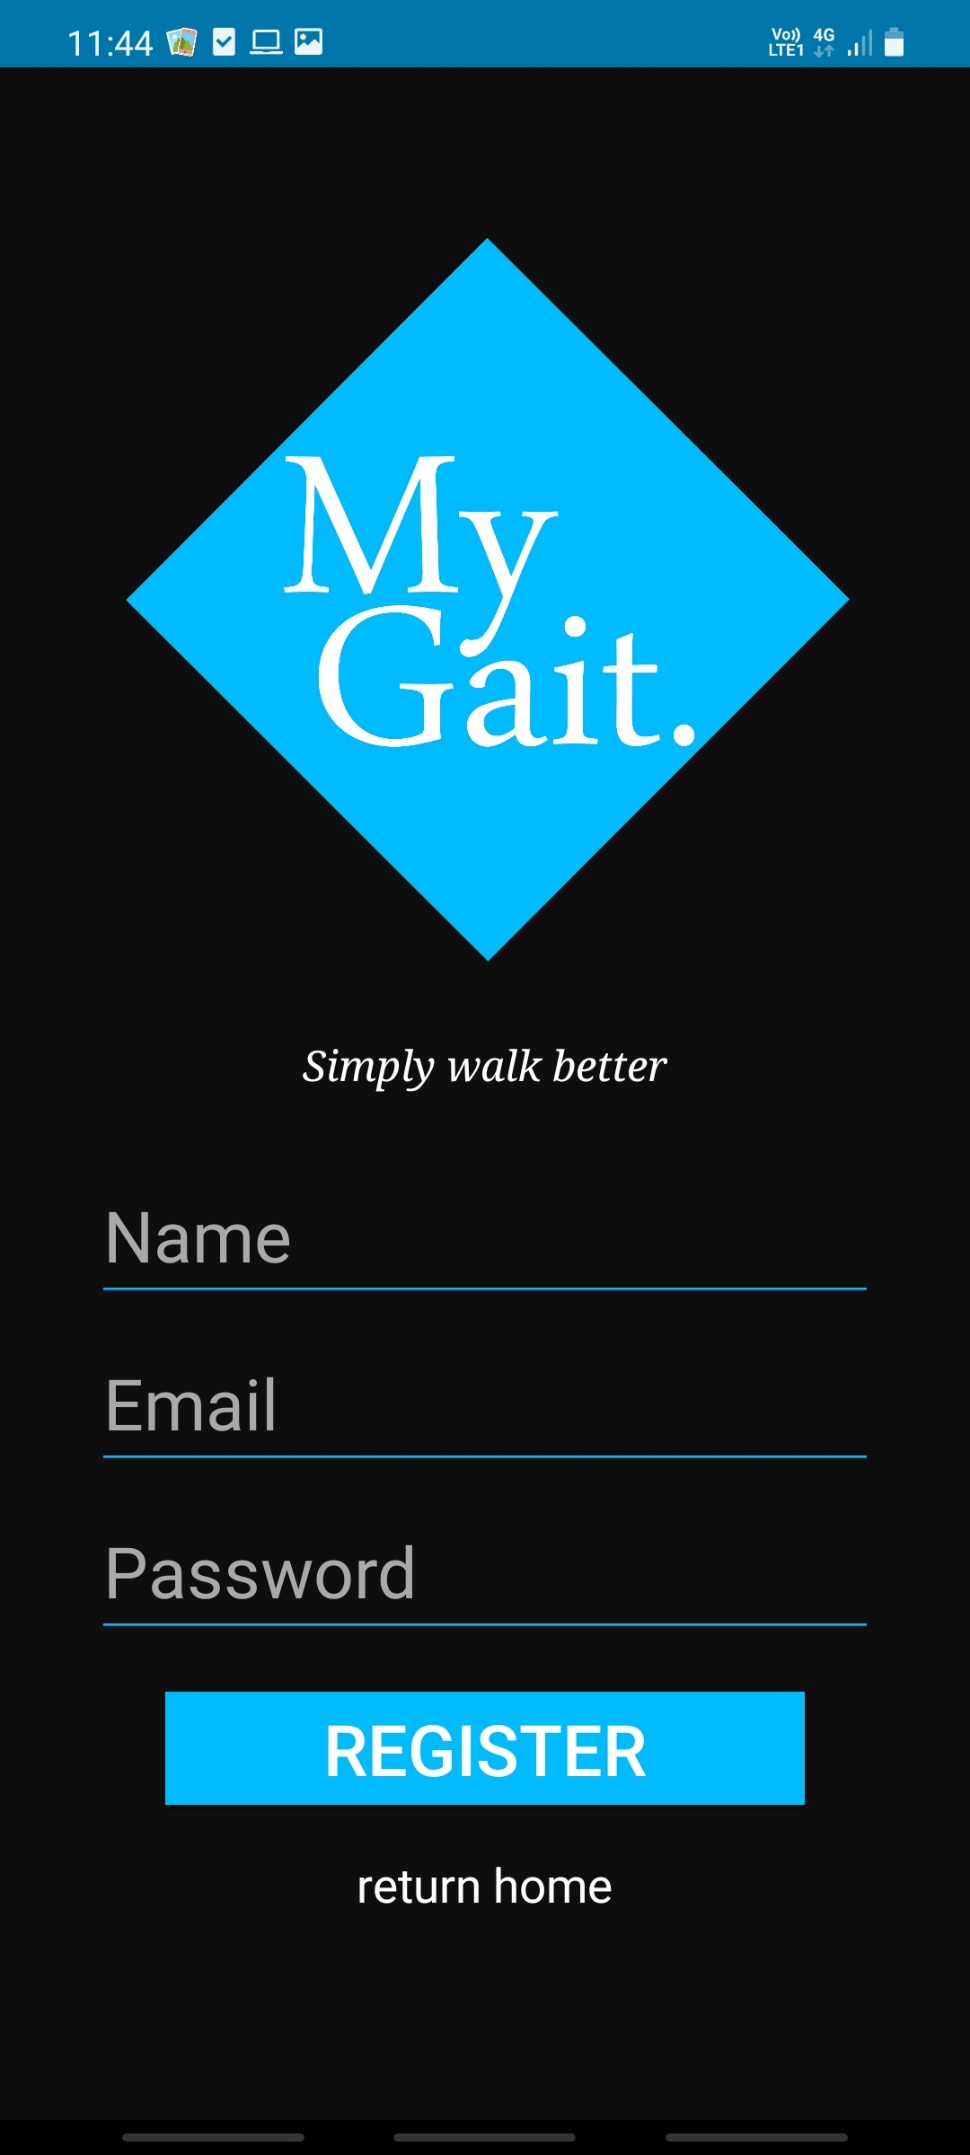 11:44
Vo)) 4G
LTE1
My
Gait.
Simply walk better
Name
Email
Password
REGISTER
return home